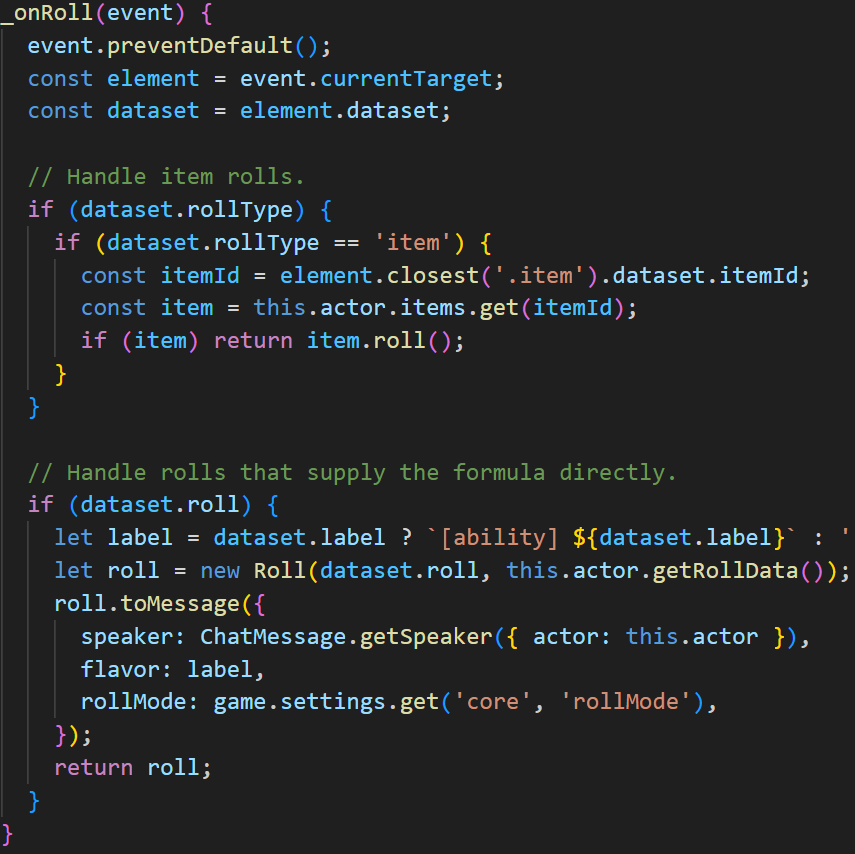 _onRoll(event) {
  event.preventDefault();
  const element = event.currentTarget;
  const dataset = element.dataset;

  // Handle item rolls.
  if (dataset.rollType) {
    if (dataset.rollType == 'item') {
      const itemId = element.closest('.item').dataset.itemId;
      const item = this.actor.items.get(itemId);
      if (item) return item.roll();
    }
  }

  // Handle rolls that supply the formula directly.
  if (dataset.roll) {
    let label = dataset.label ? `[ability] ${dataset.label}` : '
    let roll = new Roll(dataset.roll, this.actor.getRollData());
    roll.toMessage({
      speaker: ChatMessage.getSpeaker({ actor: this.actor }),
      flavor: label,
      rollMode: game.settings.get('core', 'rollMode'),
    });
    return roll;
  }
}